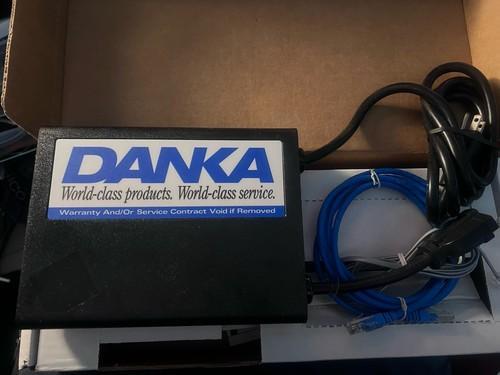 DANKA
World-class products. World-class service.
Warranty And/Or Service Contract Void if Removed